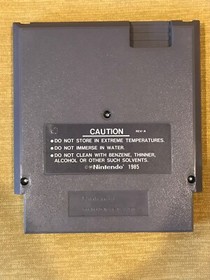 CAUTION REV-A
•DO NOT STORE IN EXTREME TEMPERATURES.
•DO NOT IMMERSE IN WATER.
•DO NOT CLEAN WITH BENZENE, THINNER,
ALCOHOL OR OTHER SUCH SOLVENTS.
©Nintendo® 1985